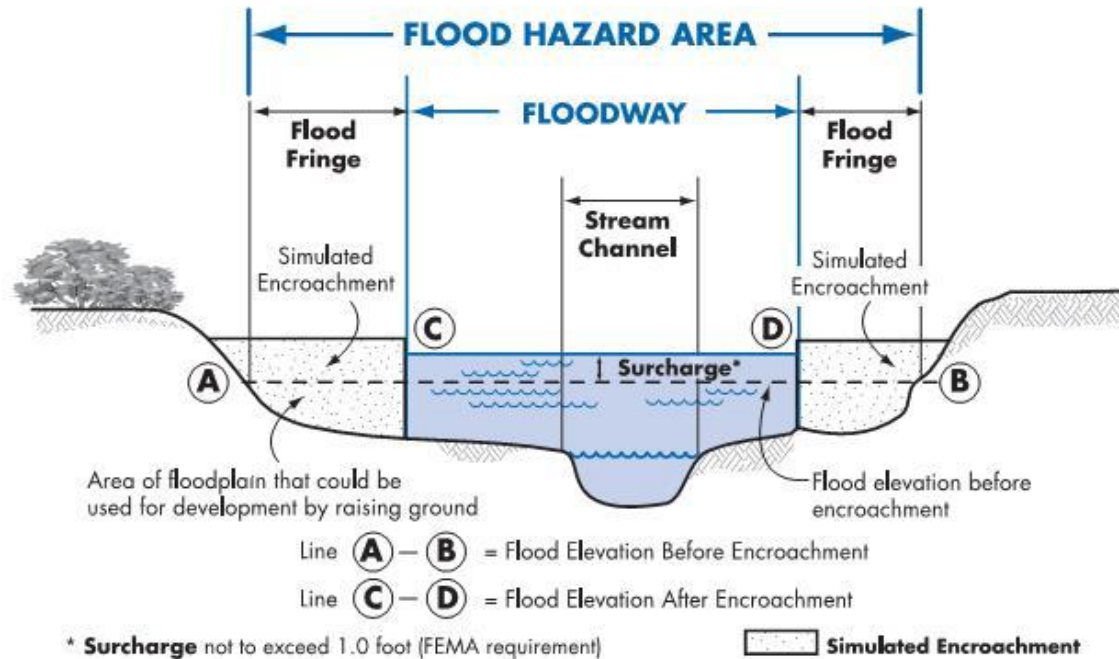 FLOOD HAZARD AREA
FLOODWAY
Flood
Fringe
Flood
Fringe
Stream
Channel
Simulated
Encroachment
Simulated
Encroachment
C
D
Surcharge*
A
B
Area of floodplain that could be
used for development by raising ground
Flood elevation before
encroachment
Line A – B = Flood Elevation Before Encroachment
Line C – D = Flood Elevation After Encroachment
* Surcharge not to exceed 1.0 foot (FEMA requirement)
Simulated Encroachment